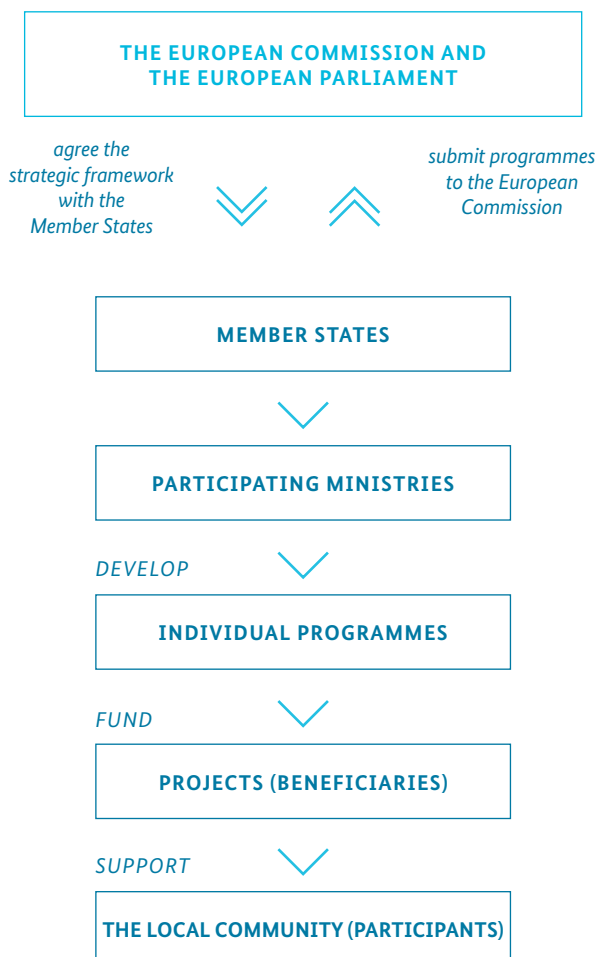 THE EUROPEAN COMMISSION AND
THE EUROPEAN PARLIAMENT
agree the
strategic framework
with the
Member States
submit programmes
to the European
Commission
MEMBER STATES
PARTICIPATING MINISTRIES
DEVELOP
INDIVIDUAL PROGRAMMES
FUND
PROJECTS (BENEFICIARIES)
SUPPORT
THE LOCAL COMMUNITY (PARTICIPANTS)